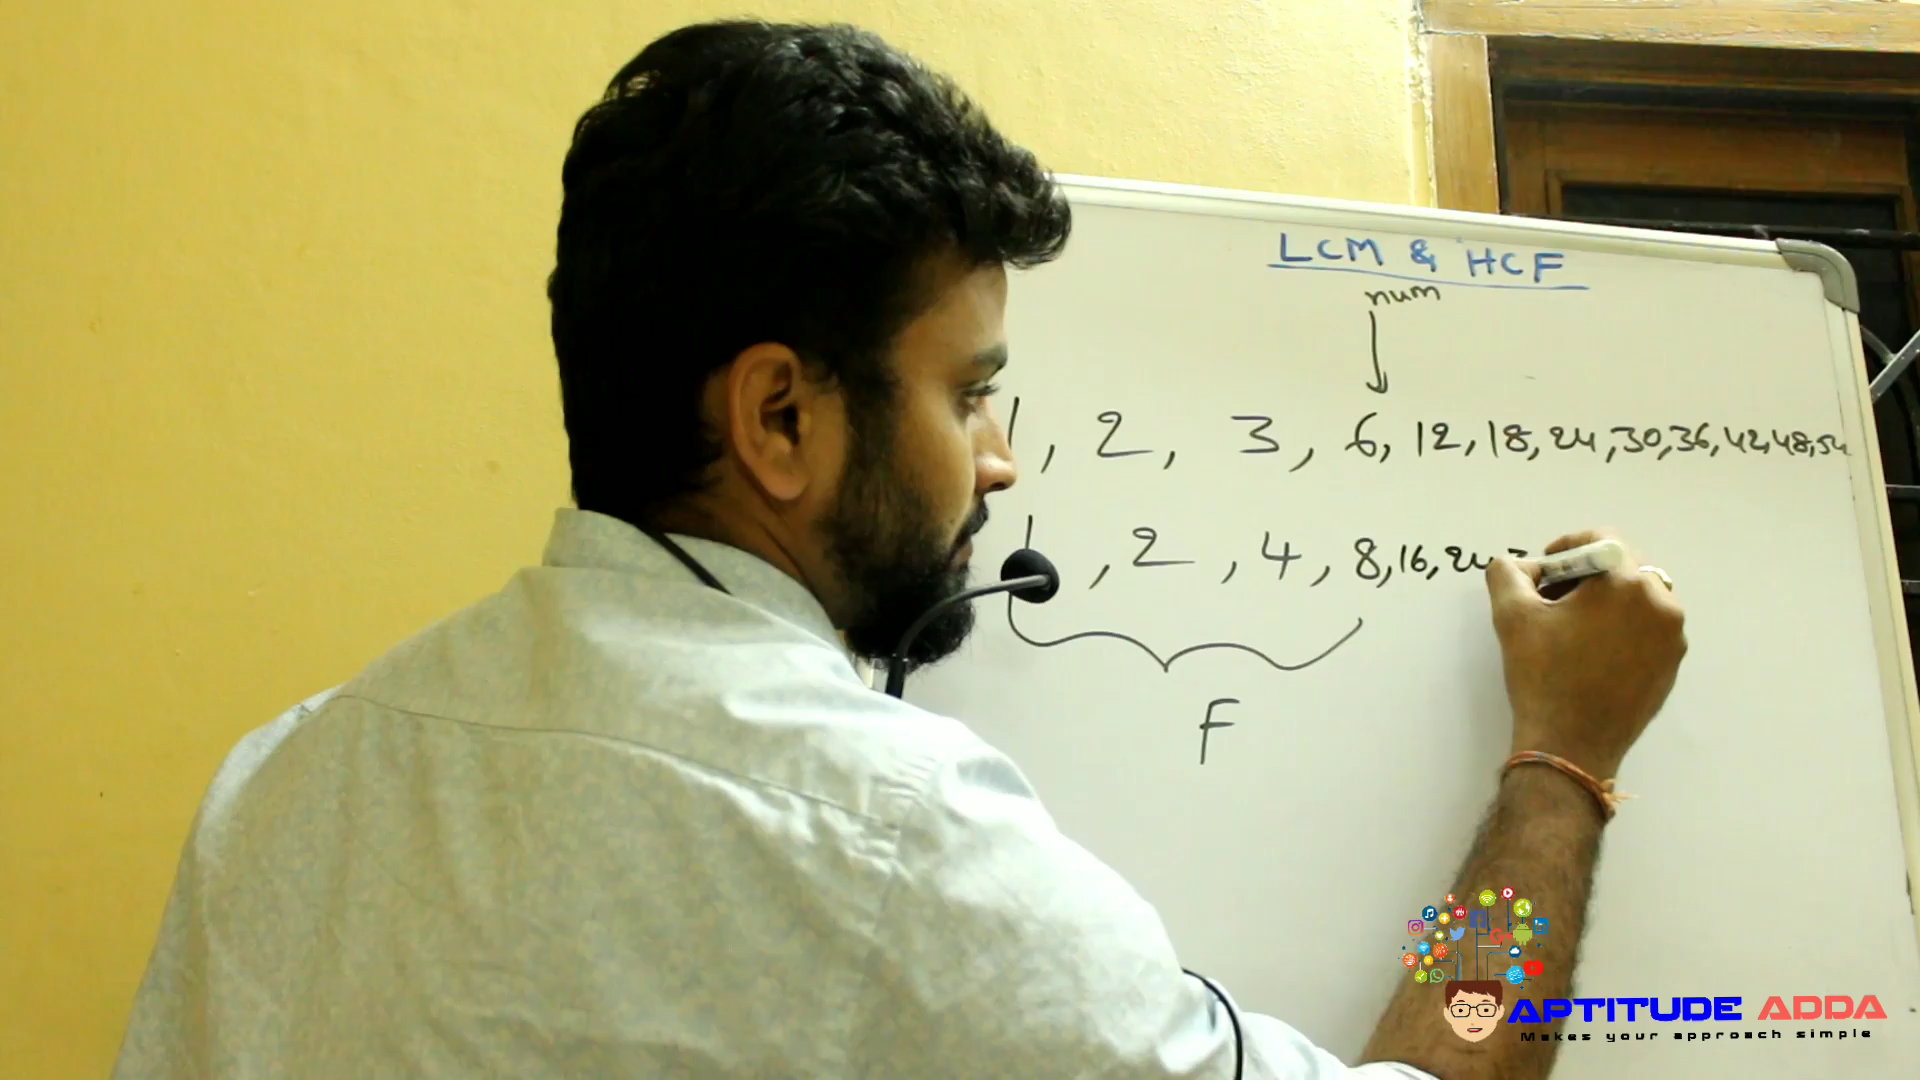 LCM & HCF
num
1, 2, 3, 6, 12, 18, 24, 30, 36, 42, 48, 54
1, 2, 4, 8, 16, 24
F
APTITUDE ADDA
Makes your approach simple